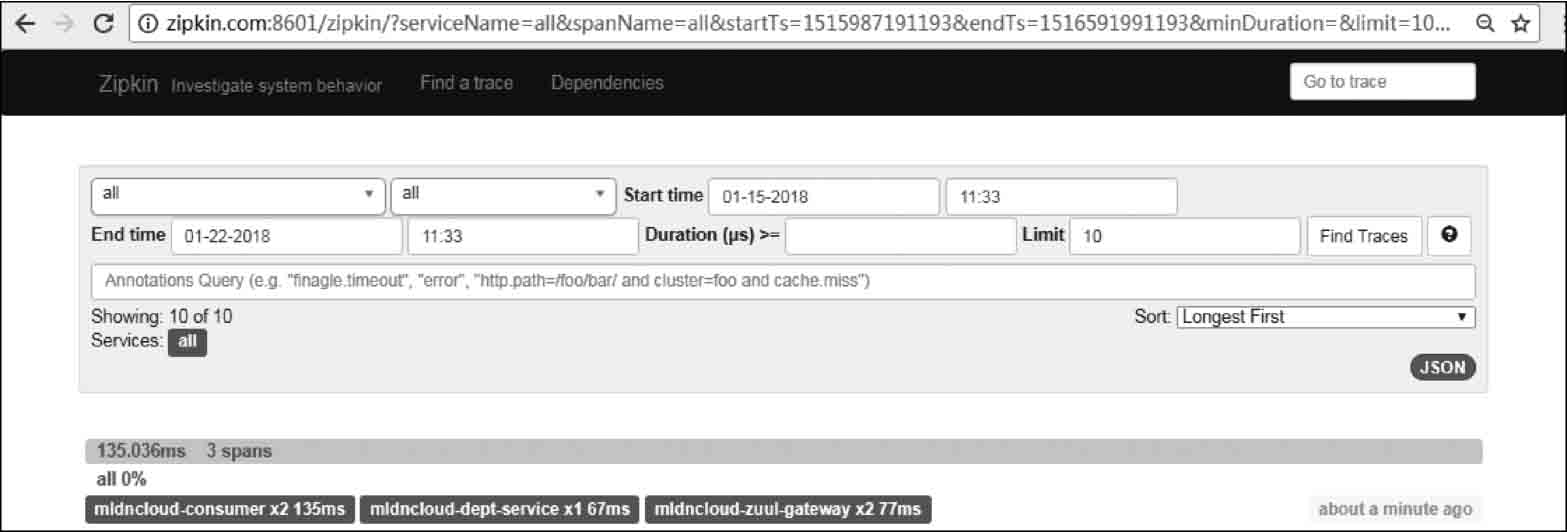 zipkin.com:8601/zipkin/?serviceName=all&spanName=all&startTs=1515987191193&endTs=1516591991193&minDuration=&limit=10...
Zipkin Investigate system behavior Find a trace Dependencies Go to trace
all all Start time 01-15-2018 11:33
End time 01-22-2018 11:33 Duration (μs) >= Limit 10 Find Traces ?
Annotations Query (e.g. "finagle.timeout", "error", "http.path=/foo/bar/ and cluster=foo and cache.miss")
Showing: 10 of 10 Sort: Longest First
Services: all
JSON
135.036ms 3 spans
all 0%
mldncloud-consumer x2 135ms mldncloud-dept-service x1 67ms mldncloud-zuul-gateway x2 77ms about a minute ago